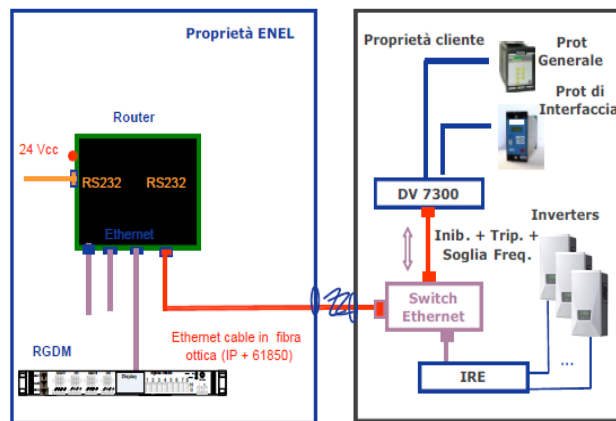 Proprietà ENEL
Router
24 Vcc
RS232 RS232
Ethernet
Ethernet cable in fibra
ottica (IP + 61850)
RGDM
Display
Proprietà cliente
Prot
Generale
Prot di
Interfaccia
DV 7300
Inib. + Trip. +
Soglia Freq.
Inverters
Switch
Ethernet
...
IRE